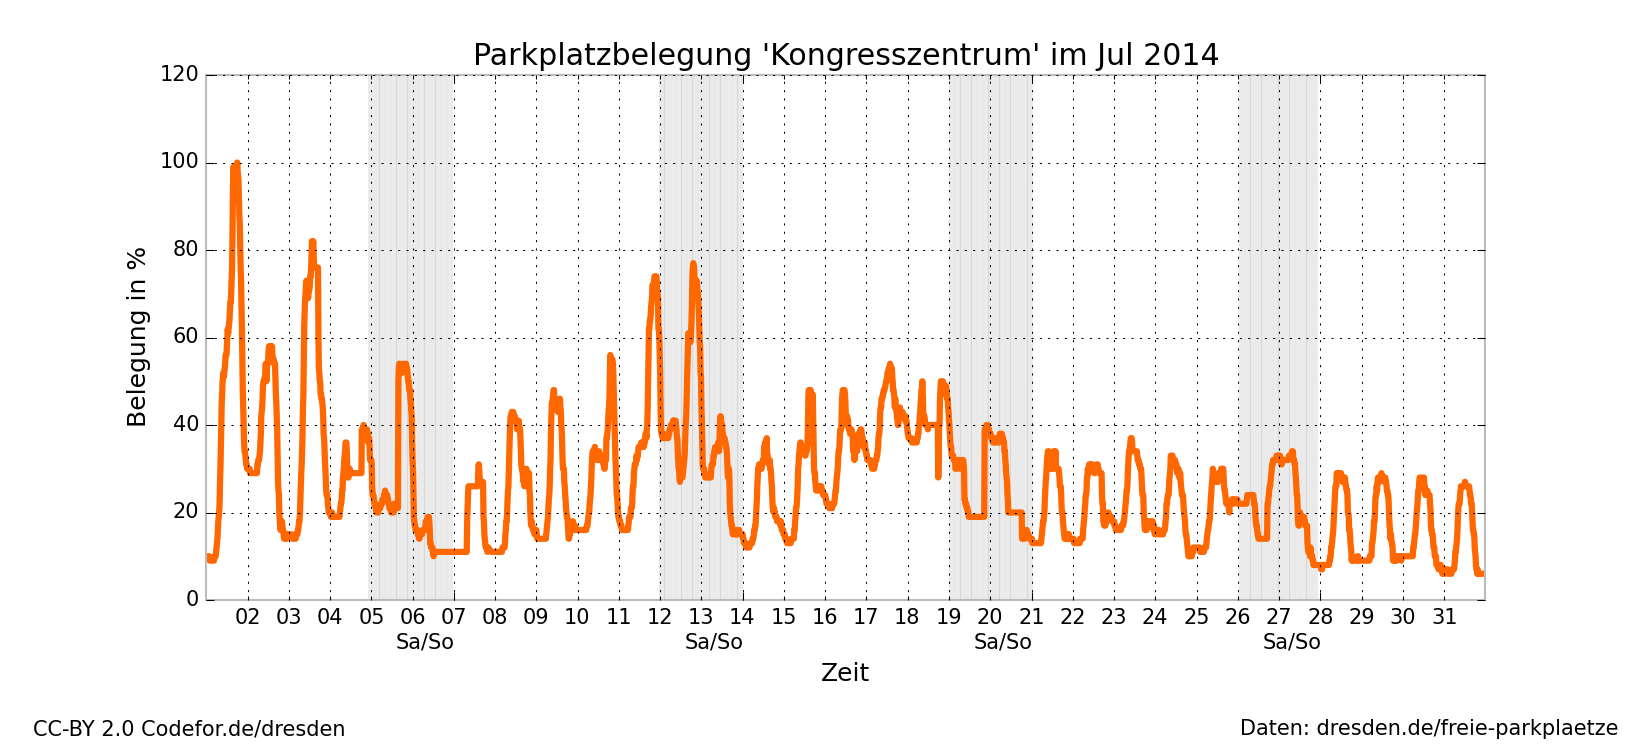 Parkplatzbelegung 'Kongresszentrum' im Jul 2014
120
100
80
60
40
20
0
Belegung in %
02 03 04 05 06 07 08 09 10 11 12 13 14 15 16 17 18 19 20 21 22 23 24 25 26 27 28 29 30 31
Sa/So Sa/So Sa/So Sa/So
Zeit
CC-BY 2.0 Codefor.de/dresden
Daten: dresden.de/freie-parkplaetze